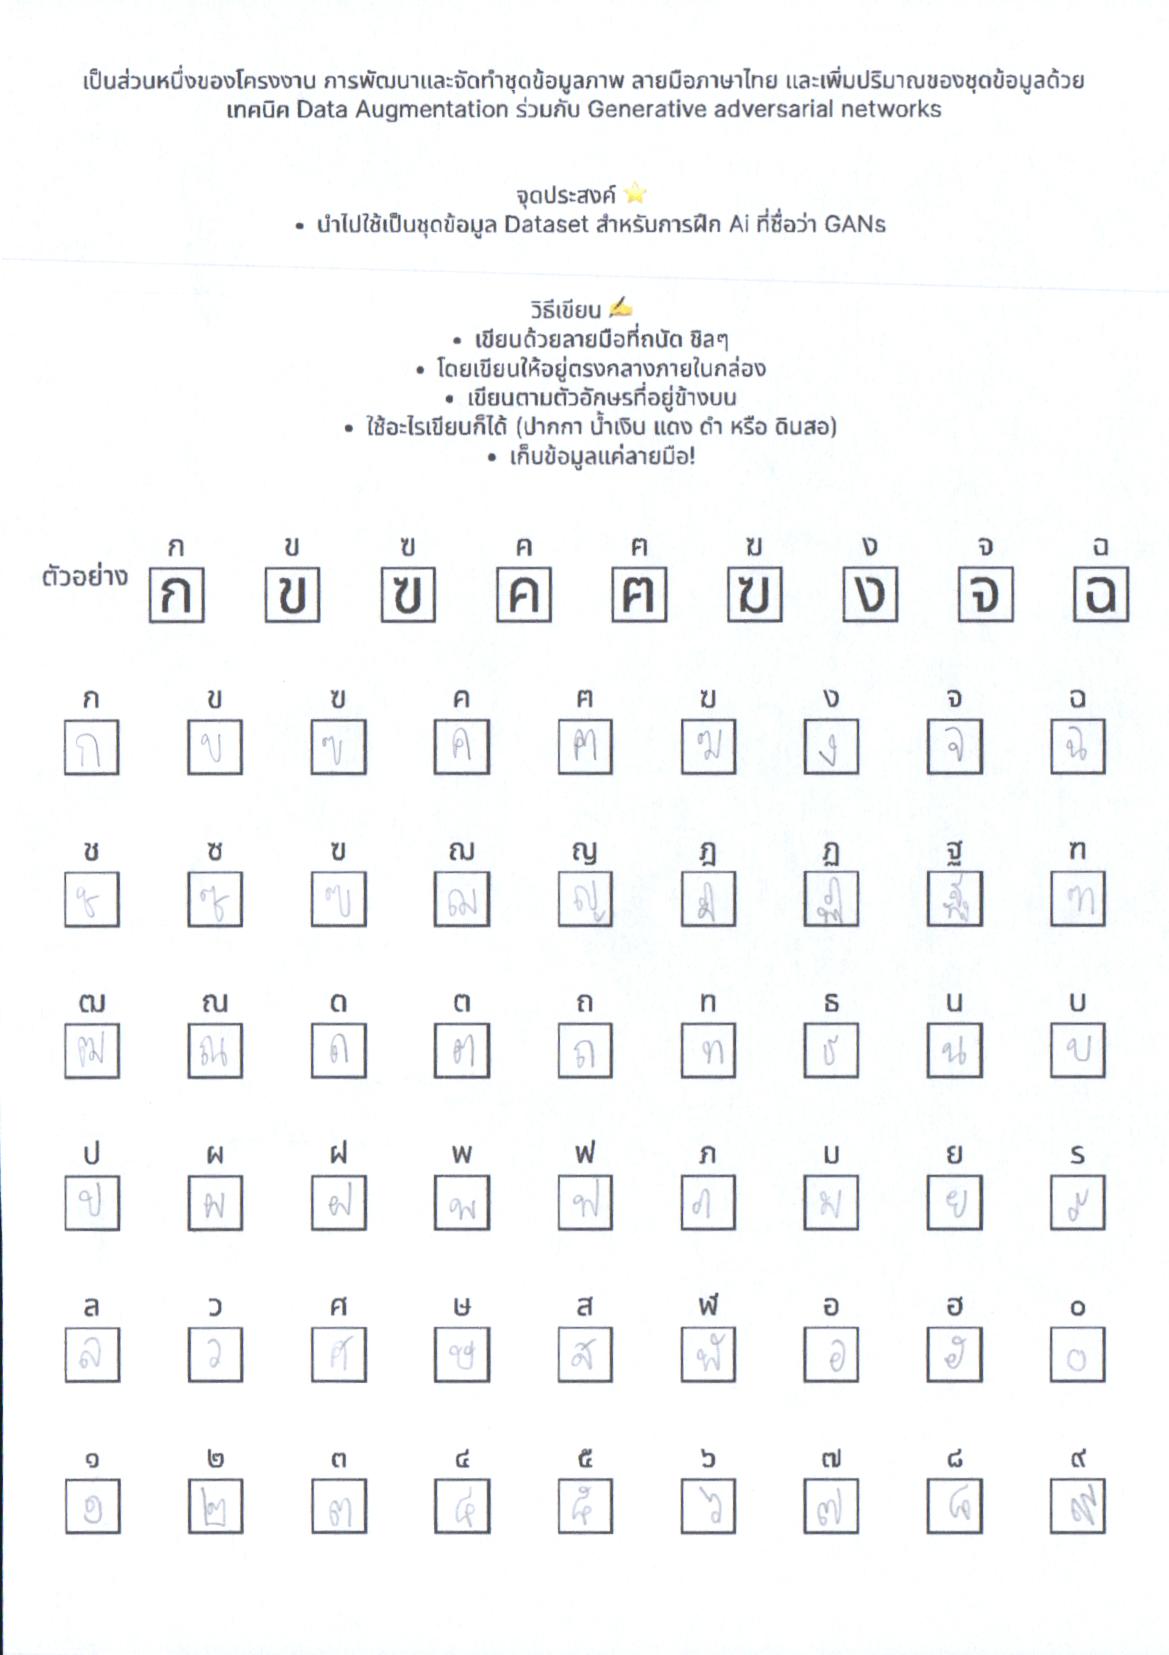 เป็นส่วนหนึ่งของโครงงาน การพัฒนาและจัดทำชุดข้อมูลภาพ ลายมือภาษาไทย และเพิ่มปริมาณของชุดข้อมูลด้วย
เทคนิค Data Augmentation ร่วมกับ Generative adversarial networks
จุดประสงค์ ⭐
• นำไปใช้เป็นชุดข้อมูล Dataset สำหรับการฝึก Ai ที่ชื่อว่า GANs
วิธีเขียน ✍
• เขียนด้วยลายมือที่ถนัด ชิลๆ
• โดยเขียนให้อยู่ตรงกลางภายในกล่อง
• เขียนตามตัวอักษรที่อยู่ข้างบน
• ใช้อะไรเขียนก็ได้ (ปากกา น้ำเงิน แดง ดำ หรือ ดินสอ)
• เก็บข้อมูลแค่ลายมือ!
ก ข ฃ ค ฅ ฆ ง จ ฉ
ตัวอย่าง ก ข ฃ ค ฅ ฆ ง จ ฉ
ก ข ฃ ค ฅ ฆ ง จ ฉ
ก ข ฃ ค ฅ ฆ ง จ ฉ
ช ซ ฃ ฌ ญ ฎ ฏ ฐ ฑ
ช ซ ฃ ฌ ญ ฎ ฏ ฐ ฑ
ฒ ณ ด ต ถ ท ธ น บ
ฒ ณ ด ต ถ ท ธ น บ
ป ผ ฝ พ ฟ ภ ม ย ร
ป ผ ฝ พ ฟ ภ ม ย ร
ล ว ศ ษ ส ฬ อ ฮ ๐
ล ว ศ ษ ส ฬ อ ฮ ๐
๑ ๒ ๓ ๔ ๕ ๖ ๗ ๘ ๙
๑ ๒ ๓ ๔ ๕ ๖ ๗ ๘ ๙